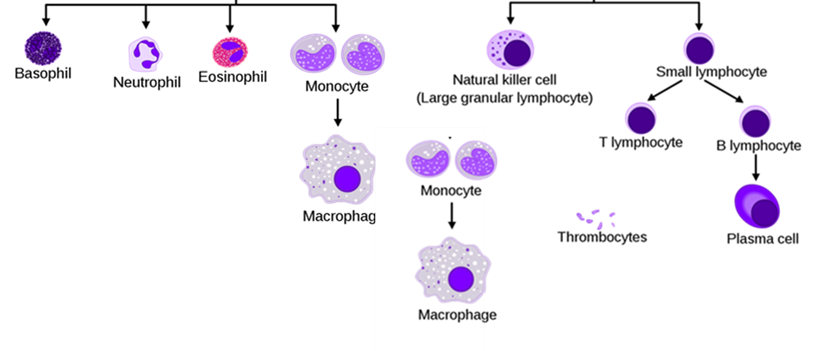 Basophil
Neutrophil
Eosinophil
Monocyte
Macrophag
Natural killer cell
(Large granular lymphocyte)
Small lymphocyte
T lymphocyte
B lymphocyte
Plasma cell
Monocyte
Macrophage
Thrombocytes